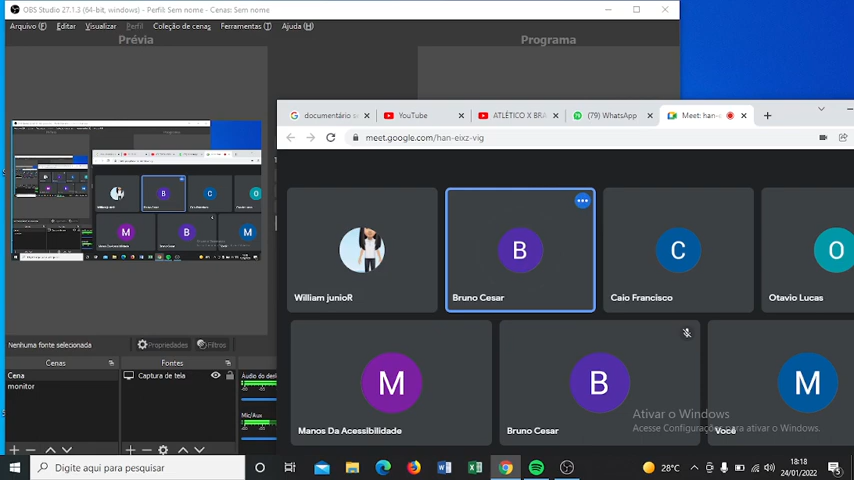 OBS Studio 27.1.3 (64-bit, windows) - Perfil: Sem nome - Cenas: Sem nome
Arquivo (F) Editar Visualizar Perfil Coleção de cenas Ferramentas (T) Ajuda (H)
Prévia
Programa
documentário s
YouTube
ATLÉTICO X BRA
(79) WhatsApp
Meet: han-e
meet.google.com/han-eixz-vig
William junioR
B
Bruno Cesar
C
Caio Francisco
O
Otavio Lucas
M
Manos Da Acessibilidade
B
Bruno Cesar
M
Você
Nenhuma fonte selecionada
Propriedades
Filtros
Cenas
Cena
monitor
Fontes
Captura de tela
Áudio do de
Mic/Aux
Ativar o Windows
Acesse Configurações para ativar o Windows.
Digite aqui para pesquisar
28°C
18:18
24/01/2022
5